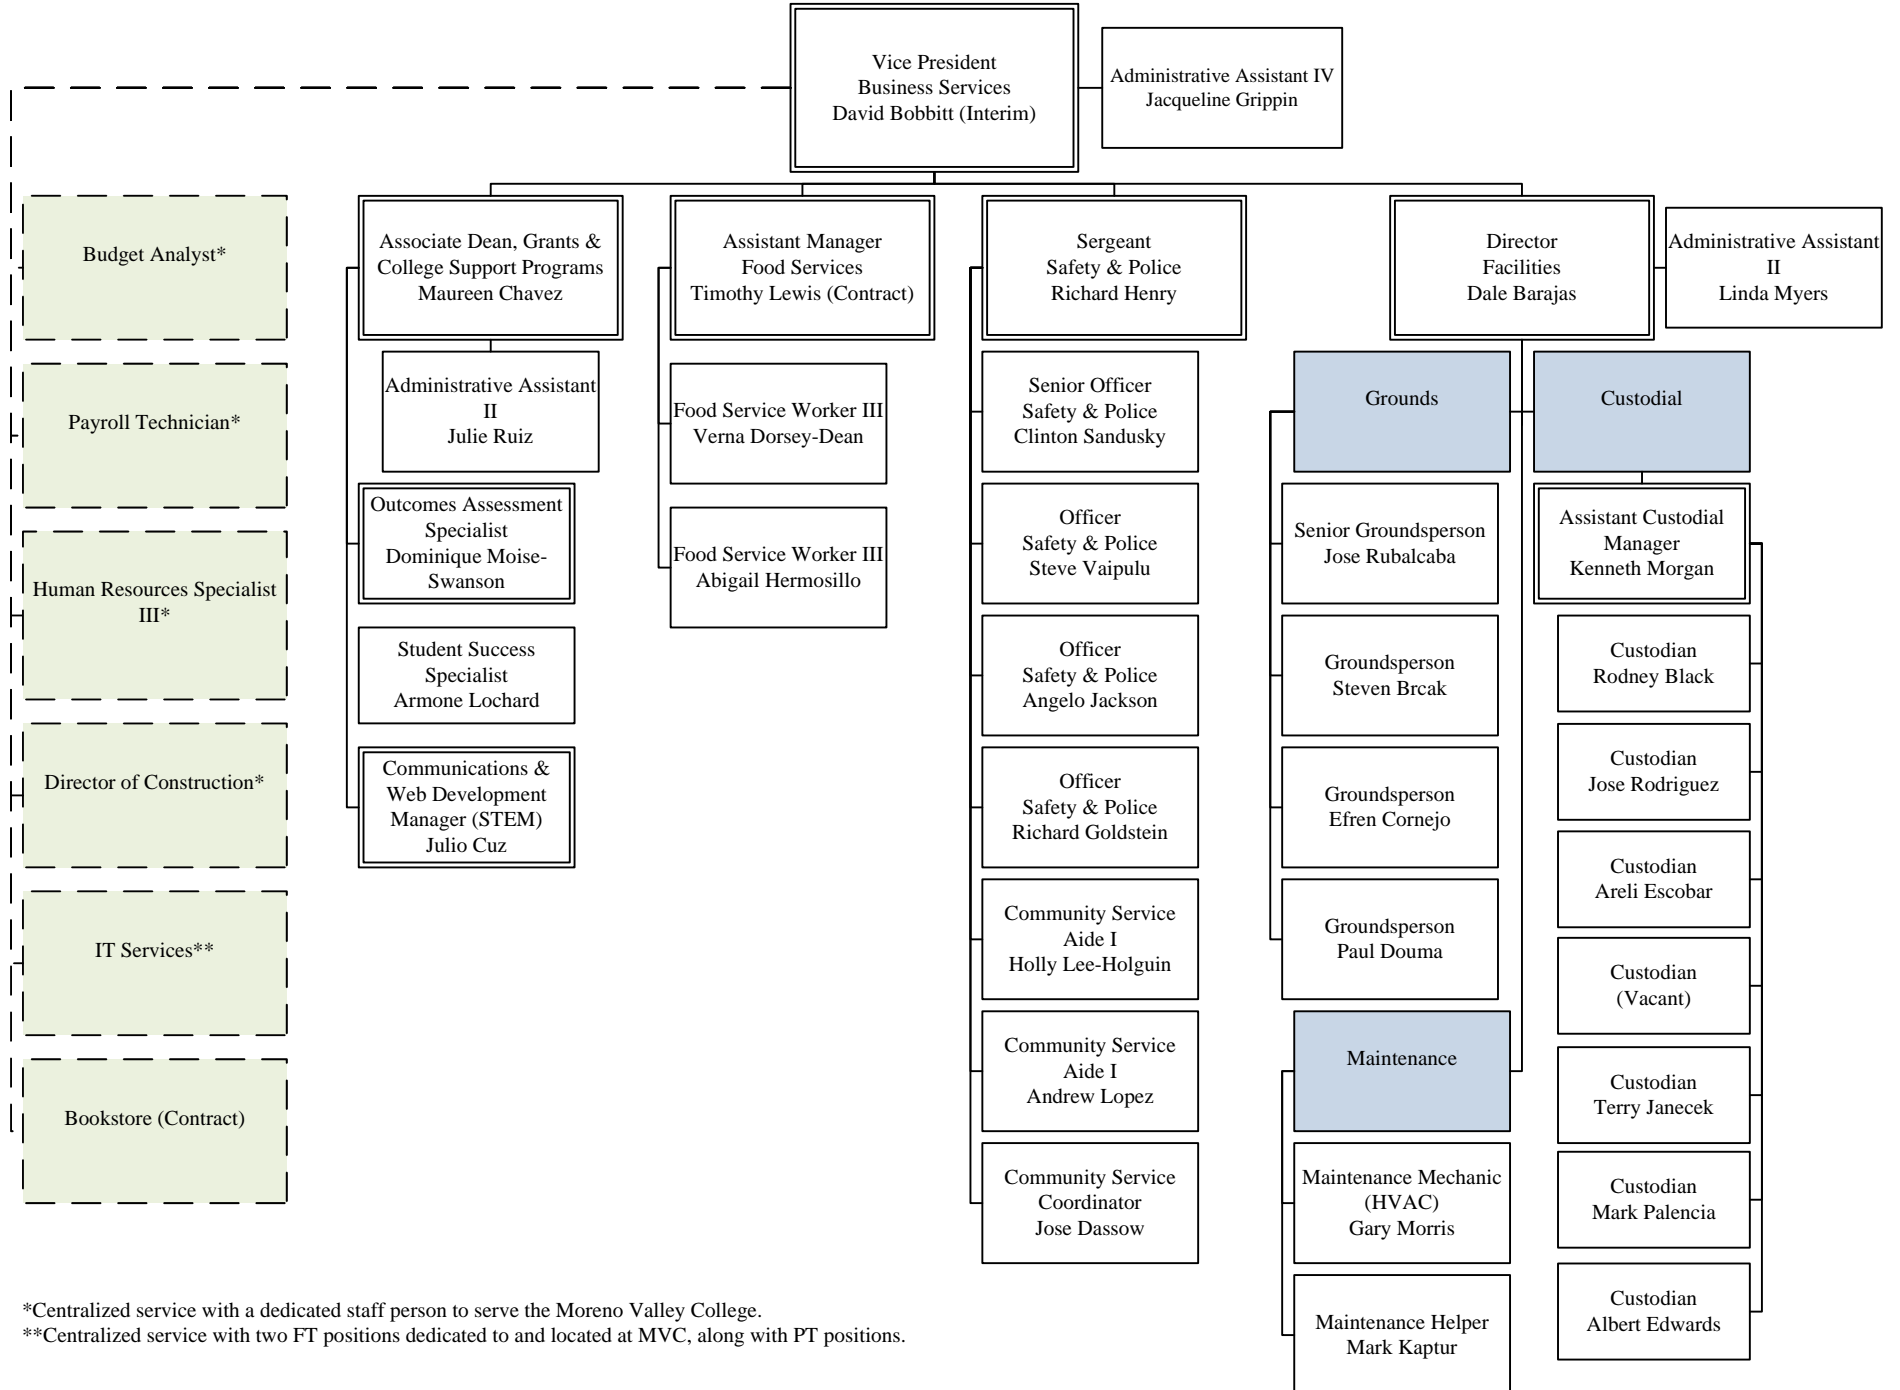 Vice President
Business Services
David Bobbitt (Interim)
Administrative Assistant IV
Jacqueline Grippin
Budget Analyst*
Payroll Technician*
Human Resources Specialist
III*
Director of Construction*
IT Services**
Bookstore (Contract)
Associate Dean, Grants &
College Support Programs
Maureen Chavez
Administrative Assistant
II
Julie Ruiz
Outcomes Assessment
Specialist
Dominique Moise-
Swanson
Student Success
Specialist
Armone Lochard
Communications &
Web Development
Manager (STEM)
Julio Cuz
Assistant Manager
Food Services
Timothy Lewis (Contract)
Food Service Worker III
Verna Dorsey-Dean
Food Service Worker III
Abigail Hermosillo
Sergeant
Safety & Police
Richard Henry
Senior Officer
Safety & Police
Clinton Sandusky
Officer
Safety & Police
Steve Vaipulu
Officer
Safety & Police
Angelo Jackson
Officer
Safety & Police
Richard Goldstein
Community Service
Aide I
Holly Lee-Holguin
Community Service
Aide I
Andrew Lopez
Community Service
Coordinator
Jose Dassow
Director
Facilities
Dale Barajas
Administrative Assistant
II
Linda Myers
Grounds
Senior Groundsperson
Jose Rubalcaba
Groundsperson
Steven Brcak
Groundsperson
Efren Cornejo
Groundsperson
Paul Douma
Maintenance
Maintenance Mechanic
(HVAC)
Gary Morris
Maintenance Helper
Mark Kaptur
Custodial
Assistant Custodial
Manager
Kenneth Morgan
Custodian
Rodney Black
Custodian
Jose Rodriguez
Custodian
Areli Escobar
Custodian
(Vacant)
Custodian
Terry Janecek
Custodian
Mark Palencia
Custodian
Albert Edwards
*Centralized service with a dedicated staff person to serve the Moreno Valley College.
**Centralized service with two FT positions dedicated to and located at MVC, along with PT positions.